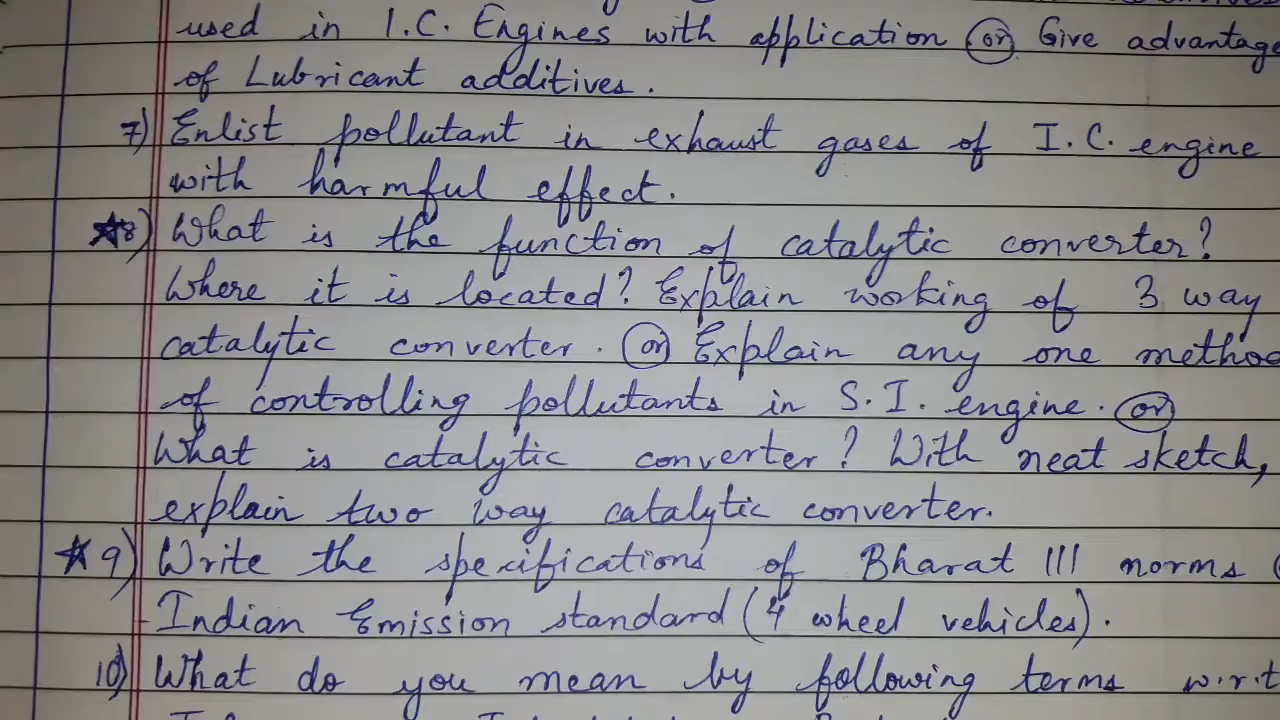 used in I.C. Engines with application (or) Give advantage
of Lubricant additives.
7) Enlist pollutant in exhaust gases of I.C. engine
with harmful effect.
*8) What is the function of catalytic converter?
Where it is located? Explain working of 3 way
catalytic converter. (or) Explain any one metho
of controlling pollutants in S.I. engine. (or)
What is catalytic converter? With neat sketch,
explain two way catalytic converter.
*9) Write the specifications of Bharat III norms (
Indian Emission standard (4 wheel vehicles).
10) What do you mean by following terms w.r.t